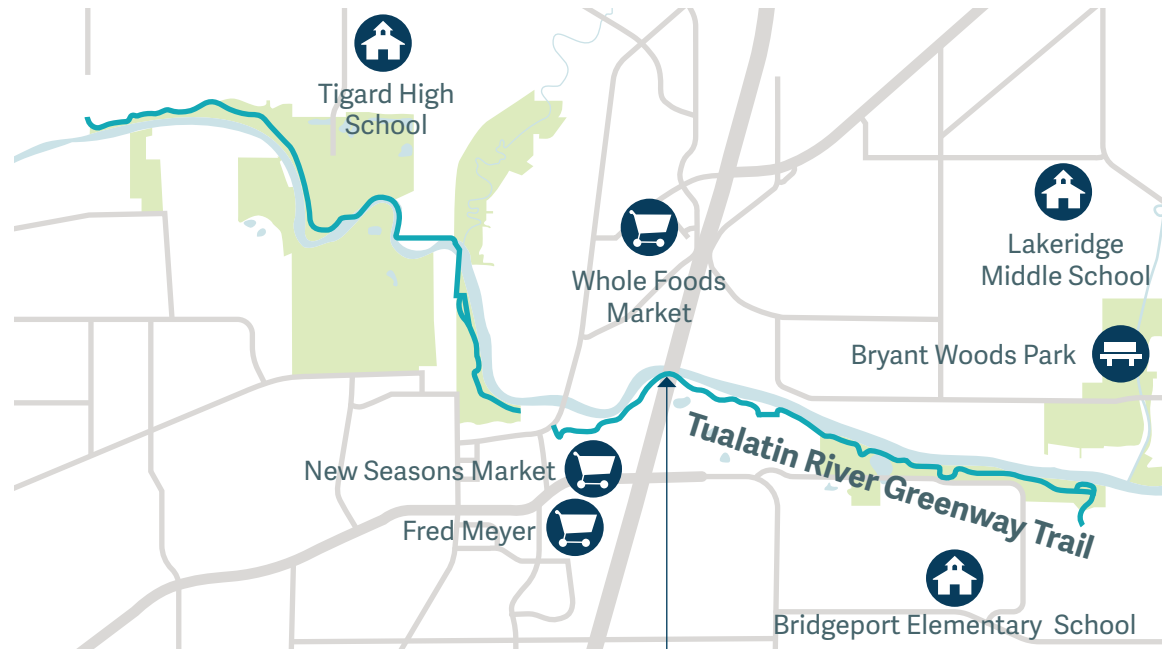 Tigard High
School
Lakeridge
Middle School
Whole Foods
Market
Bryant Woods Park
Tualatin River Greenway Trail
New Seasons Market
Fred Meyer
Bridgeport Elementary School